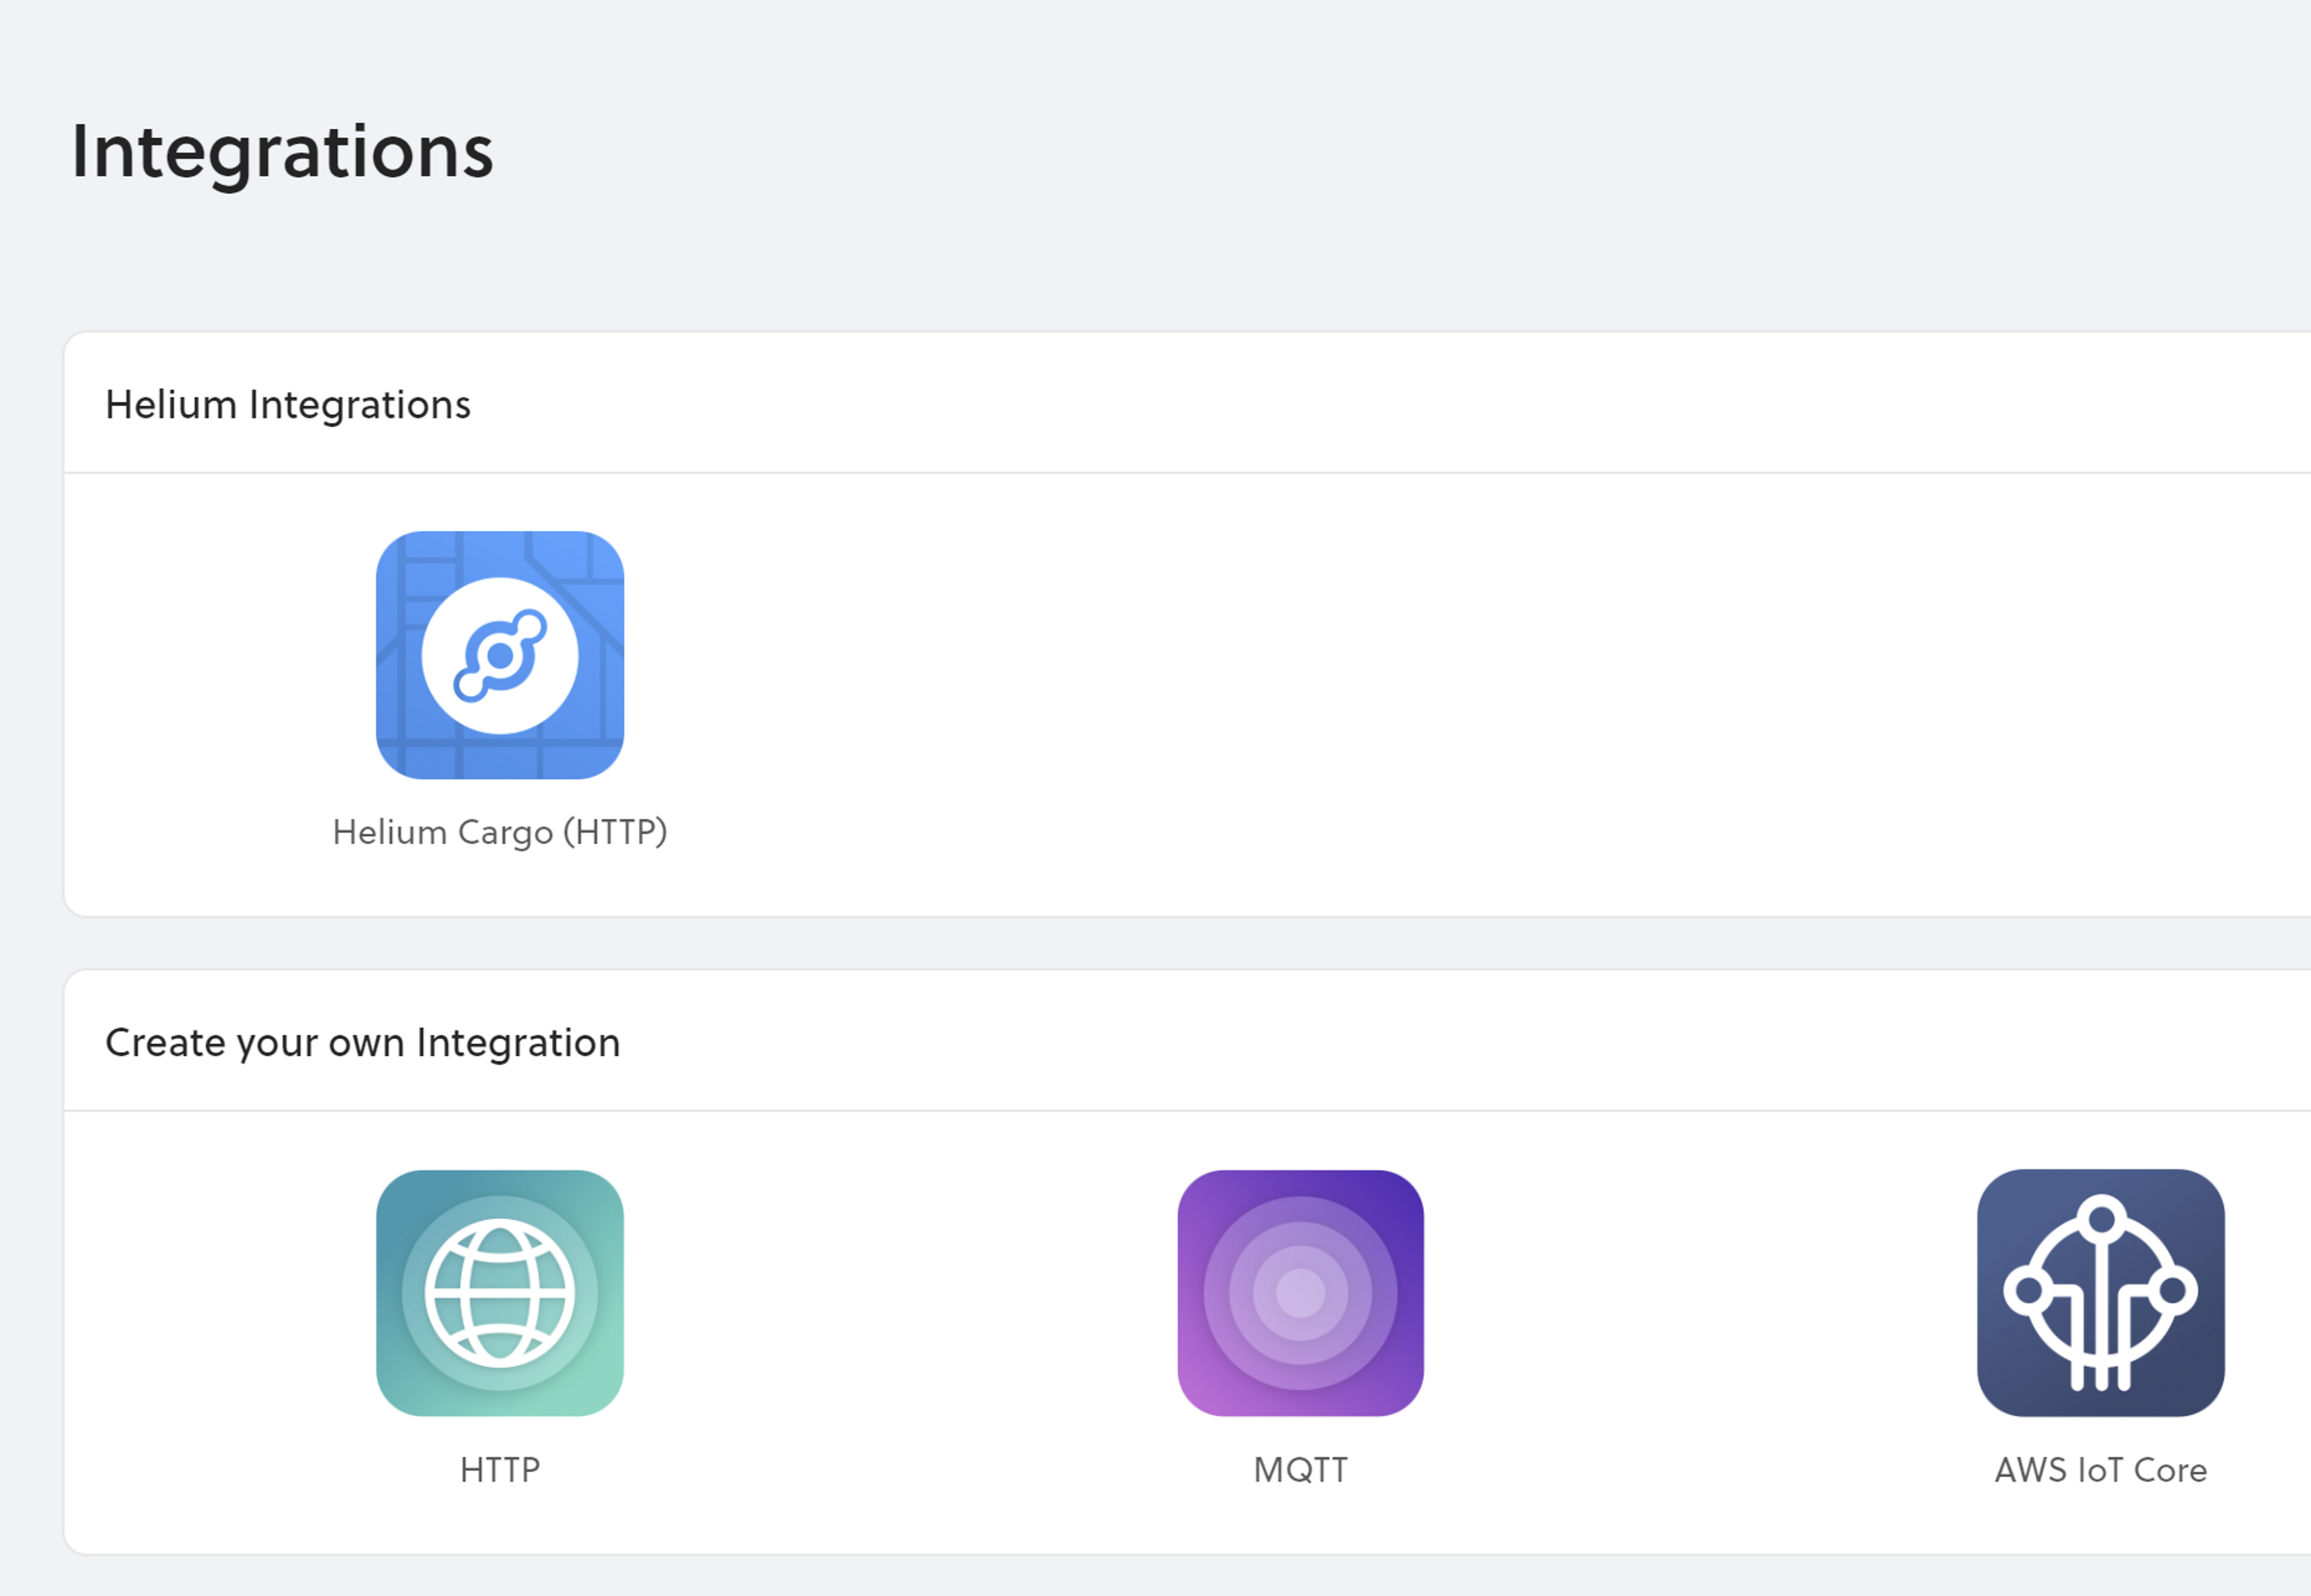 Integrations
Helium Integrations
Helium Cargo (HTTP)
Create your own Integration
HTTP
MQTT
AWS IoT Core